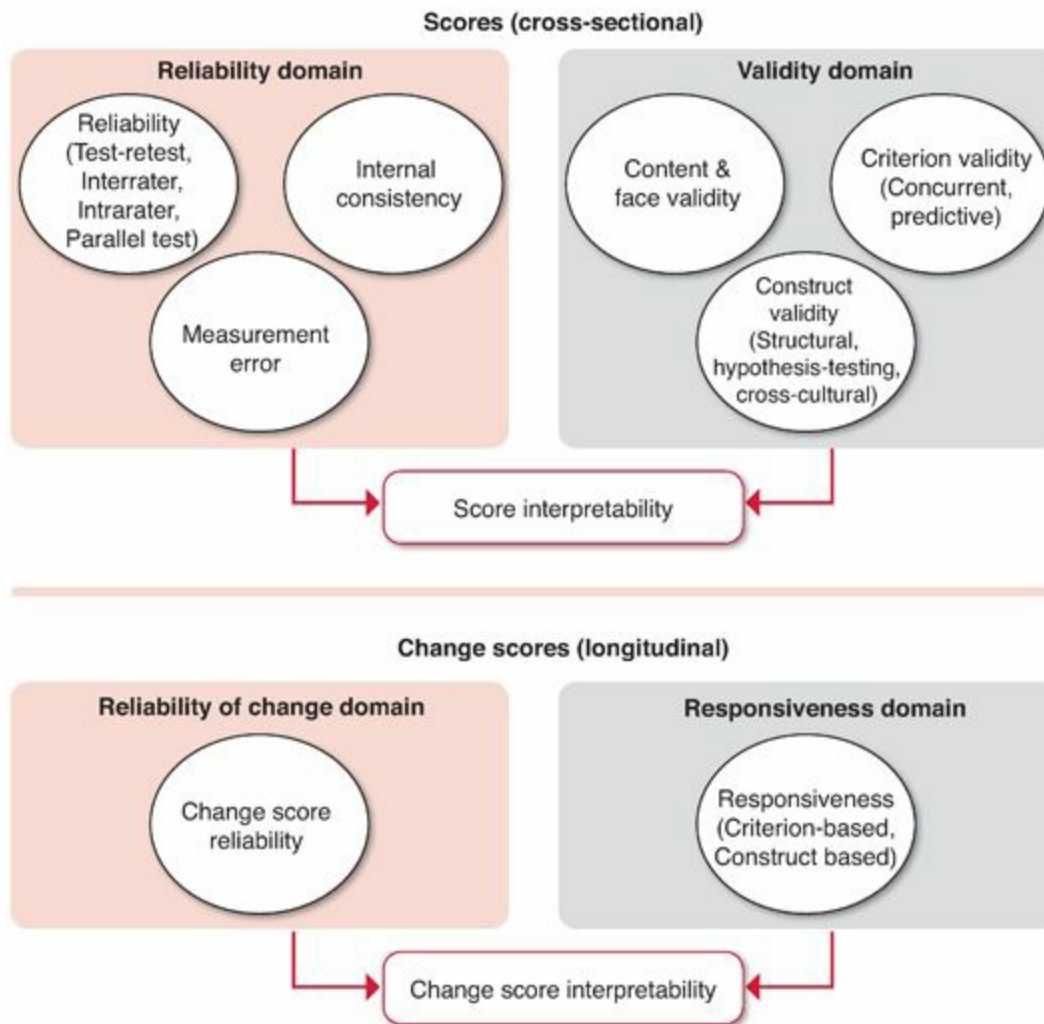 Scores (cross-sectional)
Reliability domain
Reliability
(Test-retest,
Interrater,
Intrarater,
Parallel test)
Internal
consistency
Measurement
error
Validity domain
Content &
face validity
Criterion validity
(Concurrent,
predictive)
Construct
validity
(Structural,
hypothesis-testing,
cross-cultural)
Score interpretability
Change scores (longitudinal)
Reliability of change domain
Change score
reliability
Responsiveness domain
Responsiveness
(Criterion-based,
Construct based)
Change score interpretability